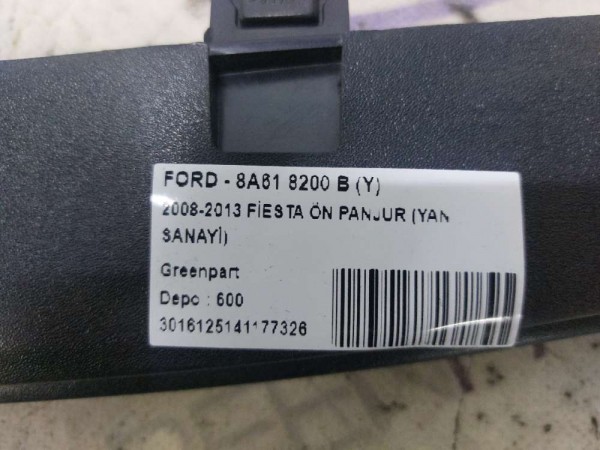 FORD - 8A61 8200 B (Y)
2008-2013 FİESTA ÖN PANJUR (YAN
SANAYİ)
Greenpart
Depo : 600
3016125141177326